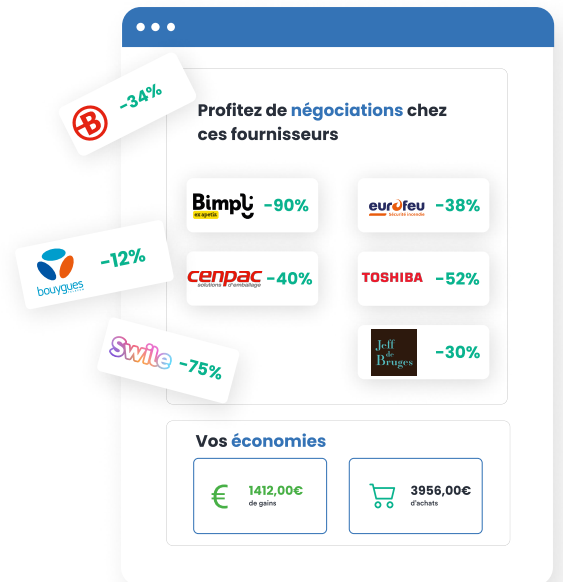 B -34%
Profitez de négociations chez
ces fournisseurs
Bimpli
ex apetis
-90%
eurofeu
Sécurité incendie
-38%
bouygues
-12%
cenpac
solutions d'emballage
-40%
TOSHIBA -52%
Swile -75%
Jeff
de
Bruges
-30%
Vos économies
€ 1412,00€
de gains
3956,00€
d'achats